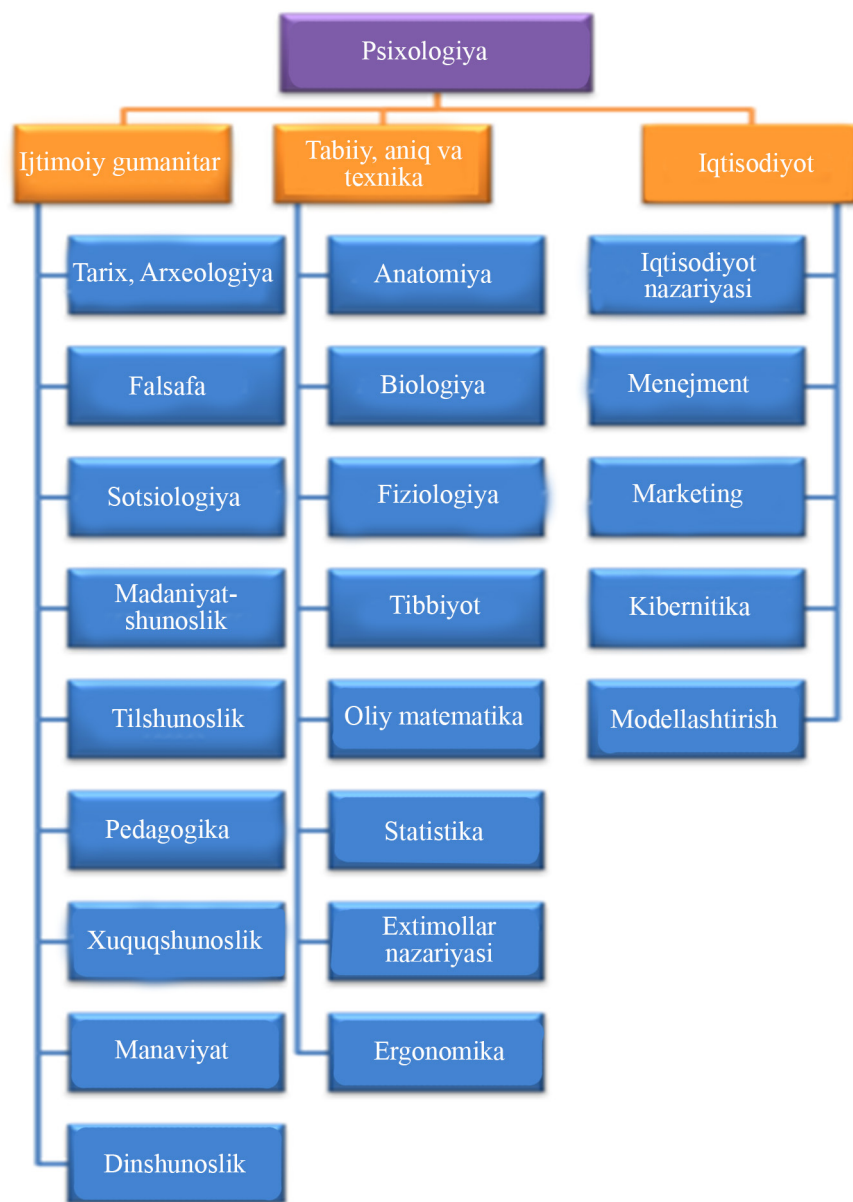 Psixologiya
Ijtimoiy gumanitar
Tarix, Arxeologiya
Falsafa
Sotsiologiya
Madaniyat-
shunoslik
Tilshunoslik
Pedagogika
Xuquqshunoslik
Manaviyat
Dinshunoslik
Tabiiy, aniq va
texnika
Anatomiya
Biologiya
Fiziologiya
Tibbiyot
Oliy matematika
Statistika
Extimollar
nazariyasi
Ergonomika
Iqtisodiyot
Iqtisodiyot
nazariyasi
Menejment
Marketing
Kibernitika
Modellashtirish